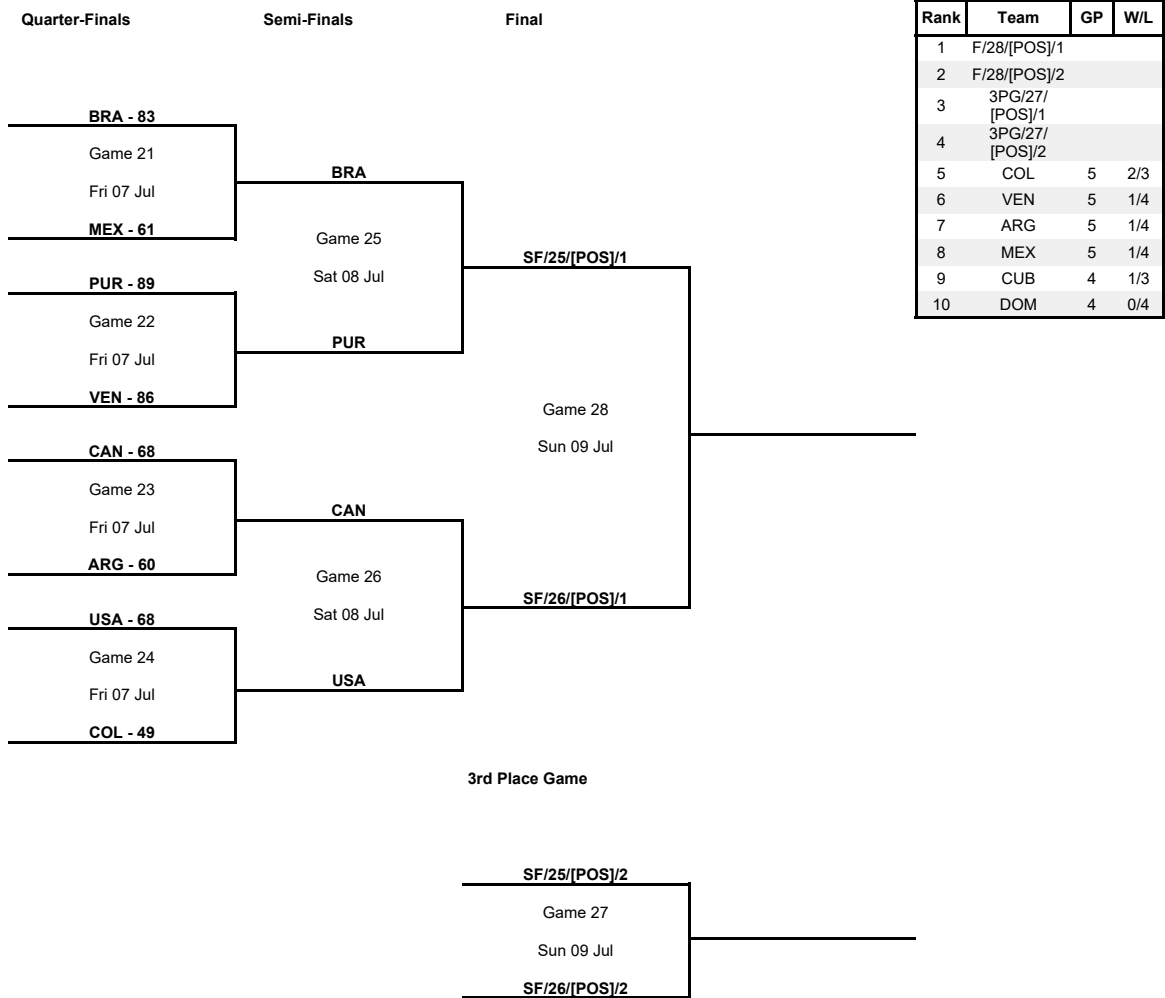 Quarter-Finals
Semi-Finals
Final
BRA - 83
Game 21
Fri 07 Jul
MEX - 61
PUR - 89
Game 22
Fri 07 Jul
VEN - 86
CAN - 68
Game 23
Fri 07 Jul
ARG - 60
USA - 68
Game 24
Fri 07 Jul
COL - 49
BRA
Game 25
Sat 08 Jul
PUR
CAN
Game 26
Sat 08 Jul
USA
SF/25/[POS]/1
Game 28
Sun 09 Jul
SF/26/[POS]/1
3rd Place Game
SF/25/[POS]/2
Game 27
Sun 09 Jul
SF/26/[POS]/2
Rank Team GP W/L
1 F/28/[POS]/1
2 F/28/[POS]/2
3 3PG/27/
[POS]/1
4 3PG/27/
[POS]/2
5 COL 5 2/3
6 VEN 5 1/4
7 ARG 5 1/4
8 MEX 5 1/4
9 CUB 4 1/3
10 DOM 4 0/4